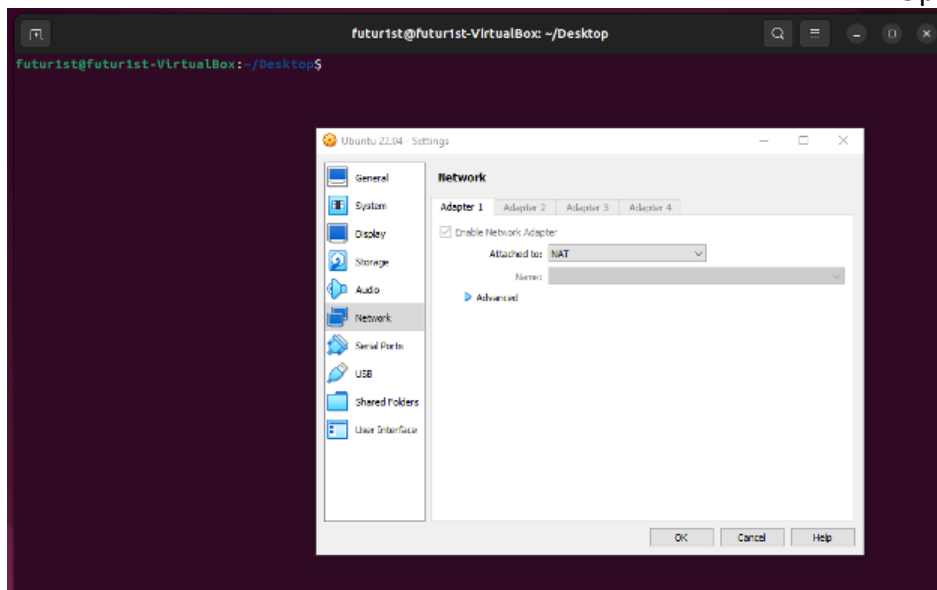 futur1st@futur1st-VirtualBox: ~/Desktop
futur1st@futur1st-VirtualBox:~/Desktop$
Ubuntu 22.04 - Settings
General
System
Display
Storage
Audio
Network
Serial Ports
USB
Shared Folders
User Interface
Network
Adapter 1 Adapter 2 Adapter 3 Adapter 4
Enable Network Adapter
Attached to: NAT
Name:
Advanced
OK Cancel Help